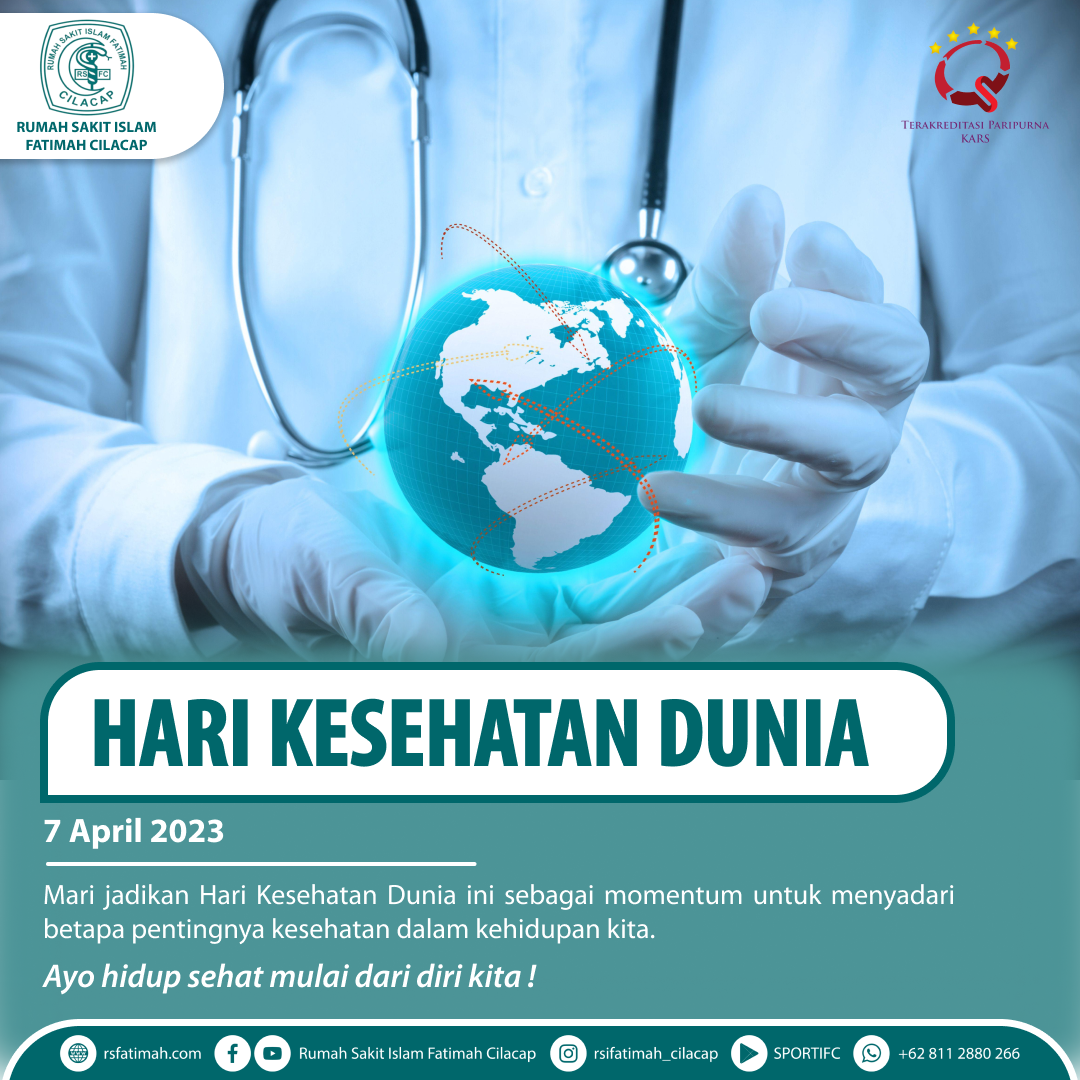 RUMAH SAKIT ISLAM FATIMAH
RS FC
CILACAP
RUMAH SAKIT ISLAM
FATIMAH CILACAP
TERAKREDITASI PARIPURNA
KARS
HARI KESEHATAN DUNIA
7 April 2023
Mari jadikan Hari Kesehatan Dunia ini sebagai momentum untuk menyadari
betapa pentingnya kesehatan dalam kehidupan kita.
Ayo hidup sehat mulai dari diri kita !
rsfatimah.com Rumah Sakit Islam Fatimah Cilacap rsifatimah_cilacap SPORTIFC +62 811 2880 266